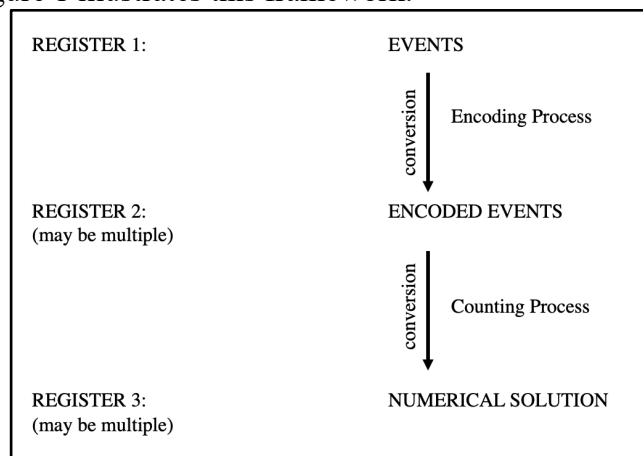 REGISTER 1: EVENTS
conversion
Encoding Process
REGISTER 2: ENCODED EVENTS
(may be multiple)
conversion
Counting Process
REGISTER 3: NUMERICAL SOLUTION
(may be multiple)